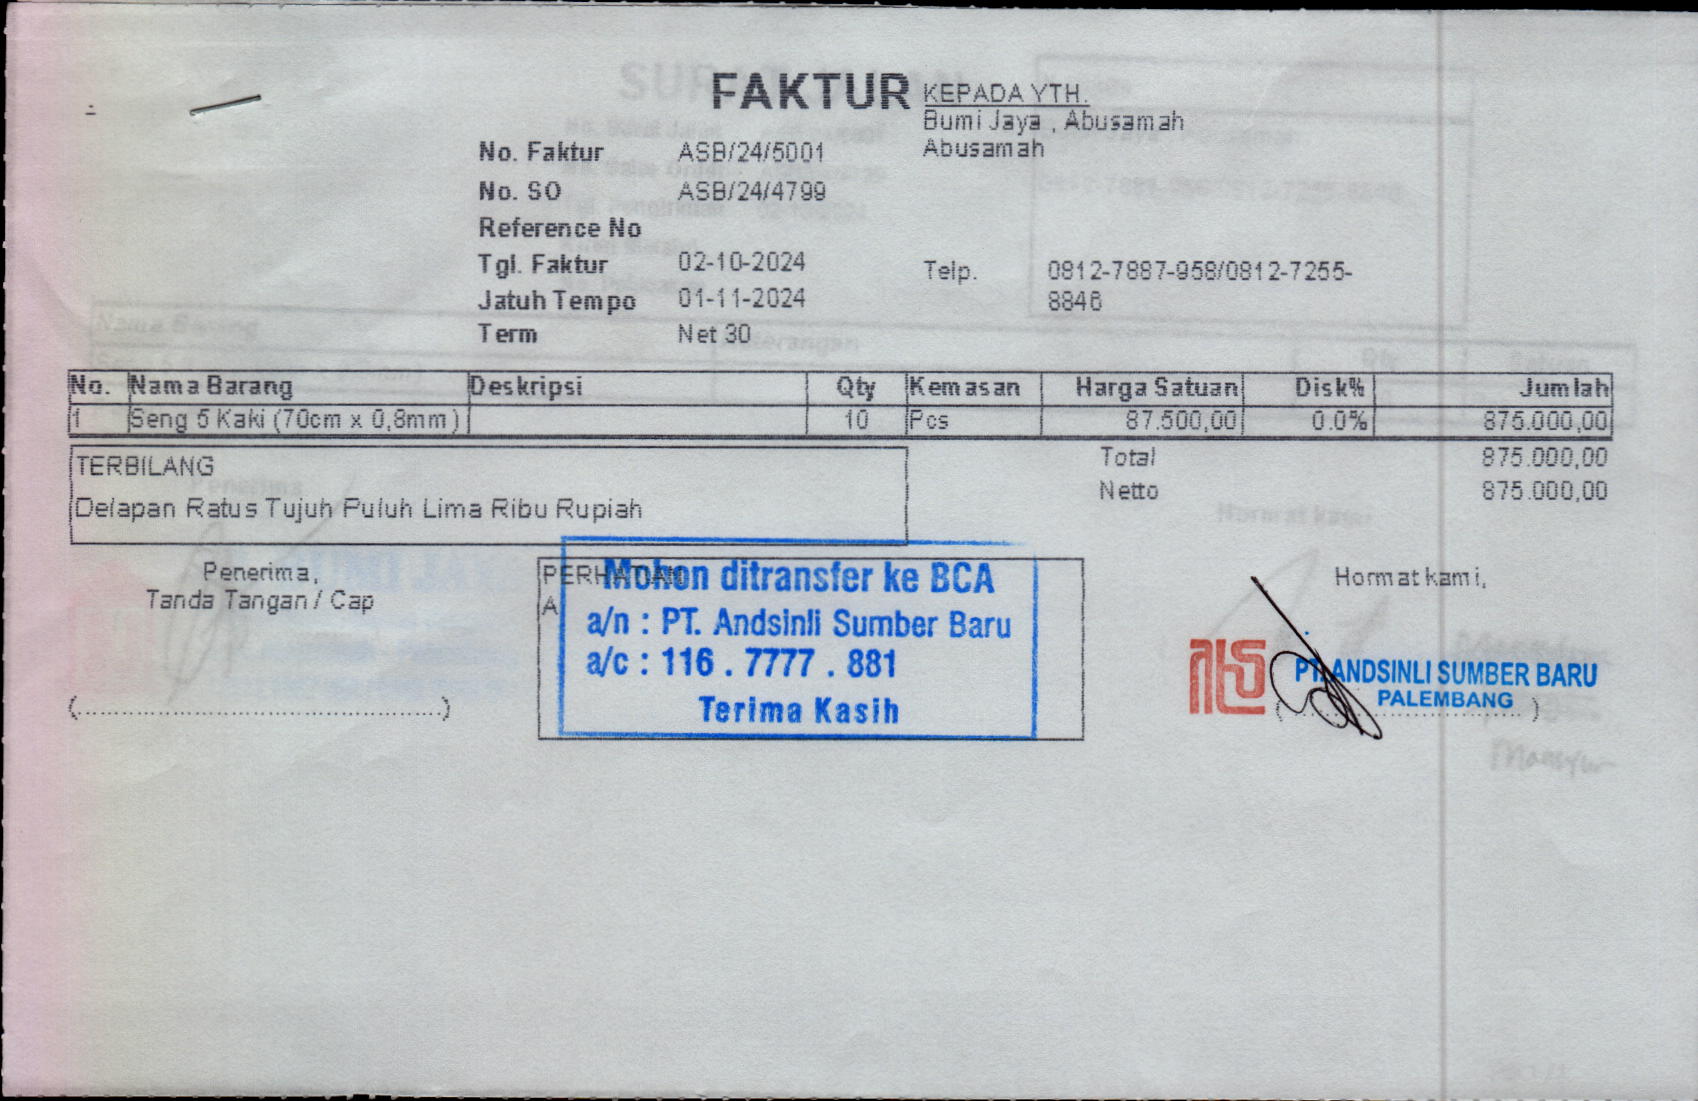 FAKTUR
KEPADA YTH.
Bumi Jaya , Abusamah
Abusamah
No. Faktur ASB/24/5001
No. SO ASB/24/4799
Reference No
Tgl. Faktur 02-10-2024
Jatuh Tempo 01-11-2024
Term Net 30
Telp. 0812-7887-958/0812-7255-
8846
No. Nama Barang Deskripsi Qty Kemasan Harga Satuan Disk% Jumlah
1 Seng 5 Kaki (70cm x 0,8mm) 10 Pcs 87.500,00 0.0% 875.000,00
Total 875.000,00
Netto 875.000,00
TERBILANG
Delapan Ratus Tujuh Puluh Lima Ribu Rupiah
Penerima,
Tanda Tangan / Cap
(..............................................)
PERHATIAN
A
Mohon ditransfer ke BCA
a/n : PT. Andsinli Sumber Baru
a/c : 116 . 7777 . 881
Terima Kasih
Hormat kami,
PT. ANDSINLI SUMBER BARU
PALEMBANG
(..............................)